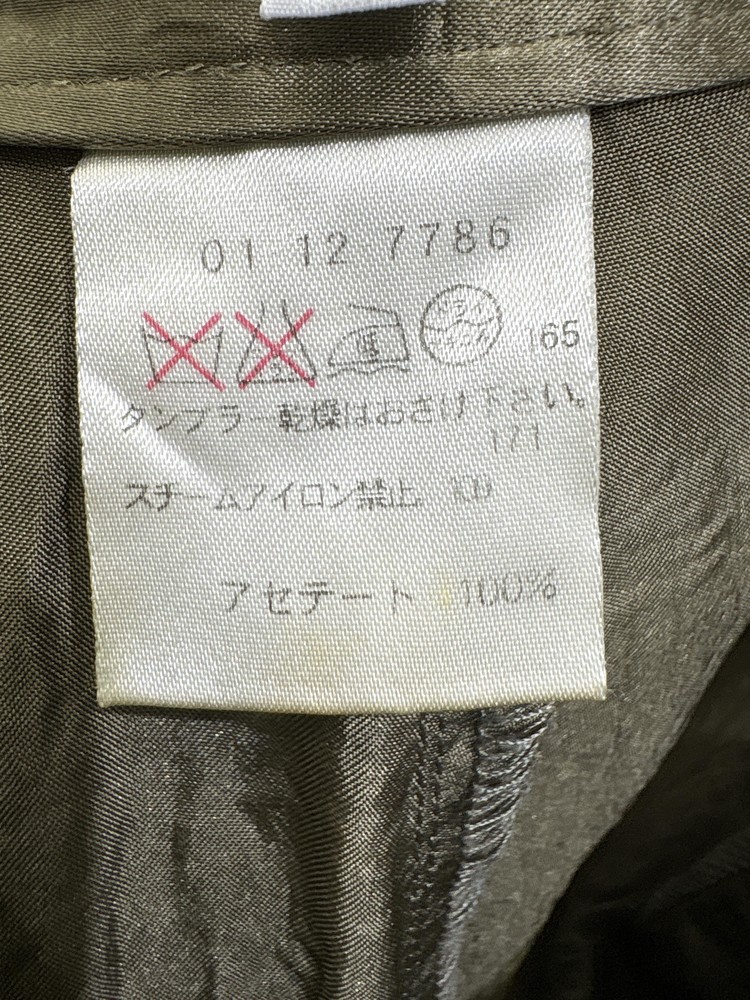 01 12 7786
165
タンブラー乾燥はおさけ下さい。
171
スチームアイロン禁止
アセテート 100%